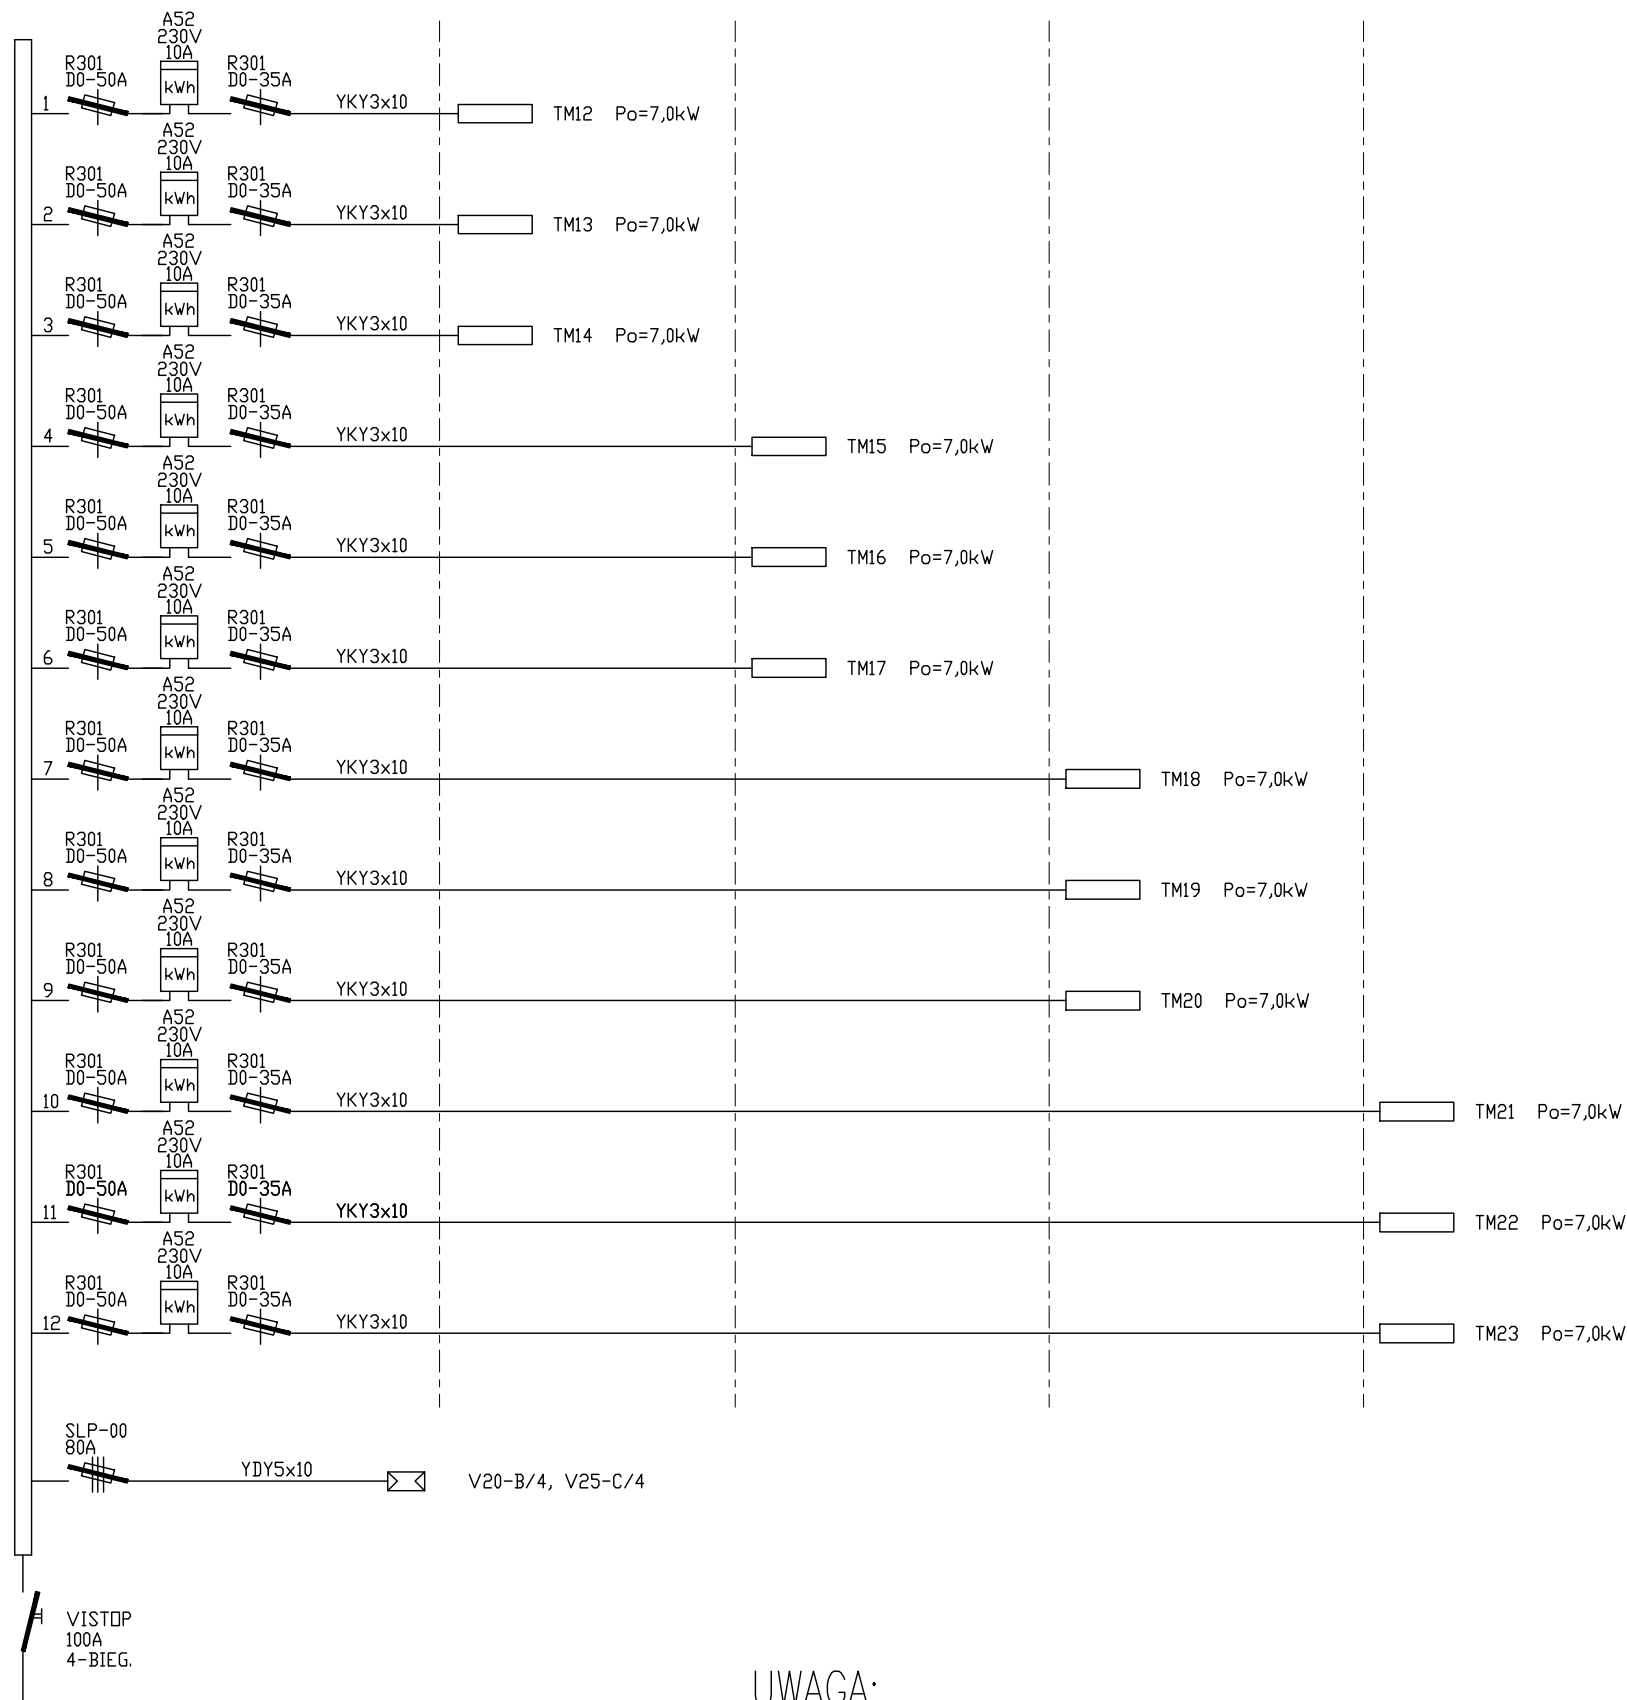 A52
230V
10A
R301
D0-50A
kWh
R301
D0-35A
1
YKY3x10
TM12 Po=7,0kW
A52
230V
10A
R301
D0-50A
kWh
R301
D0-35A
2
YKY3x10
TM13 Po=7,0kW
A52
230V
10A
R301
D0-50A
kWh
R301
D0-35A
3
YKY3x10
TM14 Po=7,0kW
A52
230V
10A
R301
D0-50A
kWh
R301
D0-35A
4
YKY3x10
TM15 Po=7,0kW
A52
230V
10A
R301
D0-50A
kWh
R301
D0-35A
5
YKY3x10
TM16 Po=7,0kW
A52
230V
10A
R301
D0-50A
kWh
R301
D0-35A
6
YKY3x10
TM17 Po=7,0kW
A52
230V
10A
R301
D0-50A
kWh
R301
D0-35A
7
YKY3x10
TM18 Po=7,0kW
A52
230V
10A
R301
D0-50A
kWh
R301
D0-35A
8
YKY3x10
TM19 Po=7,0kW
A52
230V
10A
R301
D0-50A
kWh
R301
D0-35A
9
YKY3x10
TM20 Po=7,0kW
A52
230V
10A
R301
D0-50A
kWh
R301
D0-35A
10
YKY3x10
TM21 Po=7,0kW
A52
230V
10A
R301
D0-50A
kWh
R301
D0-35A
11
YKY3x10
TM22 Po=7,0kW
A52
230V
10A
R301
D0-50A
kWh
R301
D0-35A
12
YKY3x10
TM23 Po=7,0kW
SLP-00
80A
YDY5x10
V20-B/4, V25-C/4
VISTOP
100A
4-BIEG.
UWAGA: